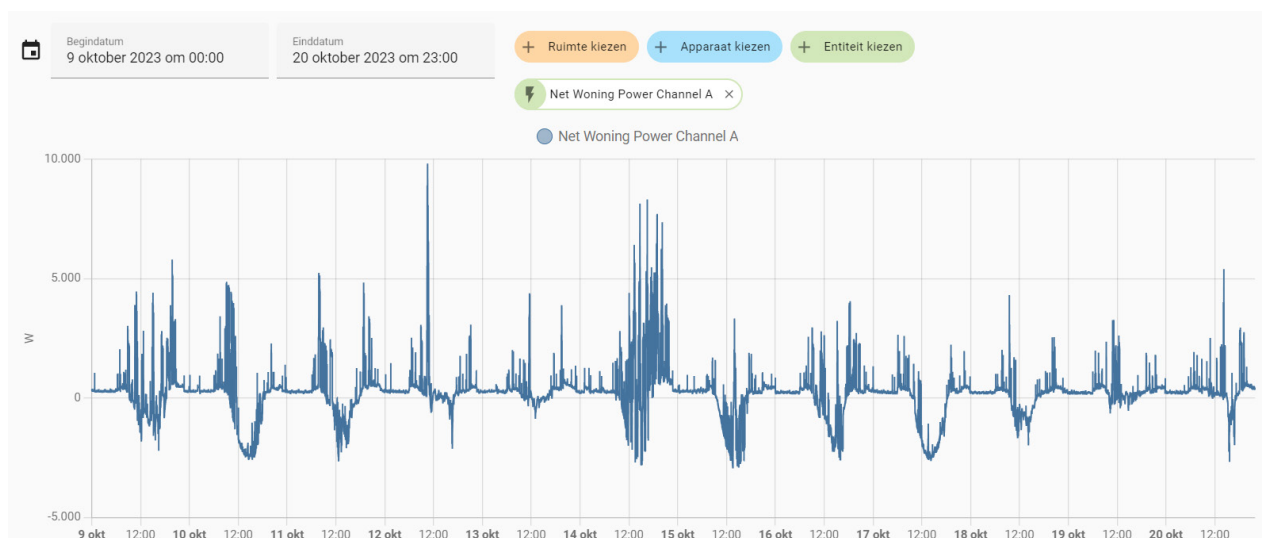 Begindatum
9 oktober 2023 om 00:00
Einddatum
20 oktober 2023 om 23:00
+ Ruimte kiezen
+ Apparaat kiezen
+ Entiteit kiezen
Net Woning Power Channel A ×
Net Woning Power Channel A
10.000
5.000
W
0
-5.000
9 okt 12:00 10 okt 12:00 11 okt 12:00 12 okt 12:00 13 okt 12:00 14 okt 12:00 15 okt 12:00 16 okt 12:00 17 okt 12:00 18 okt 12:00 19 okt 12:00 20 okt 12:00